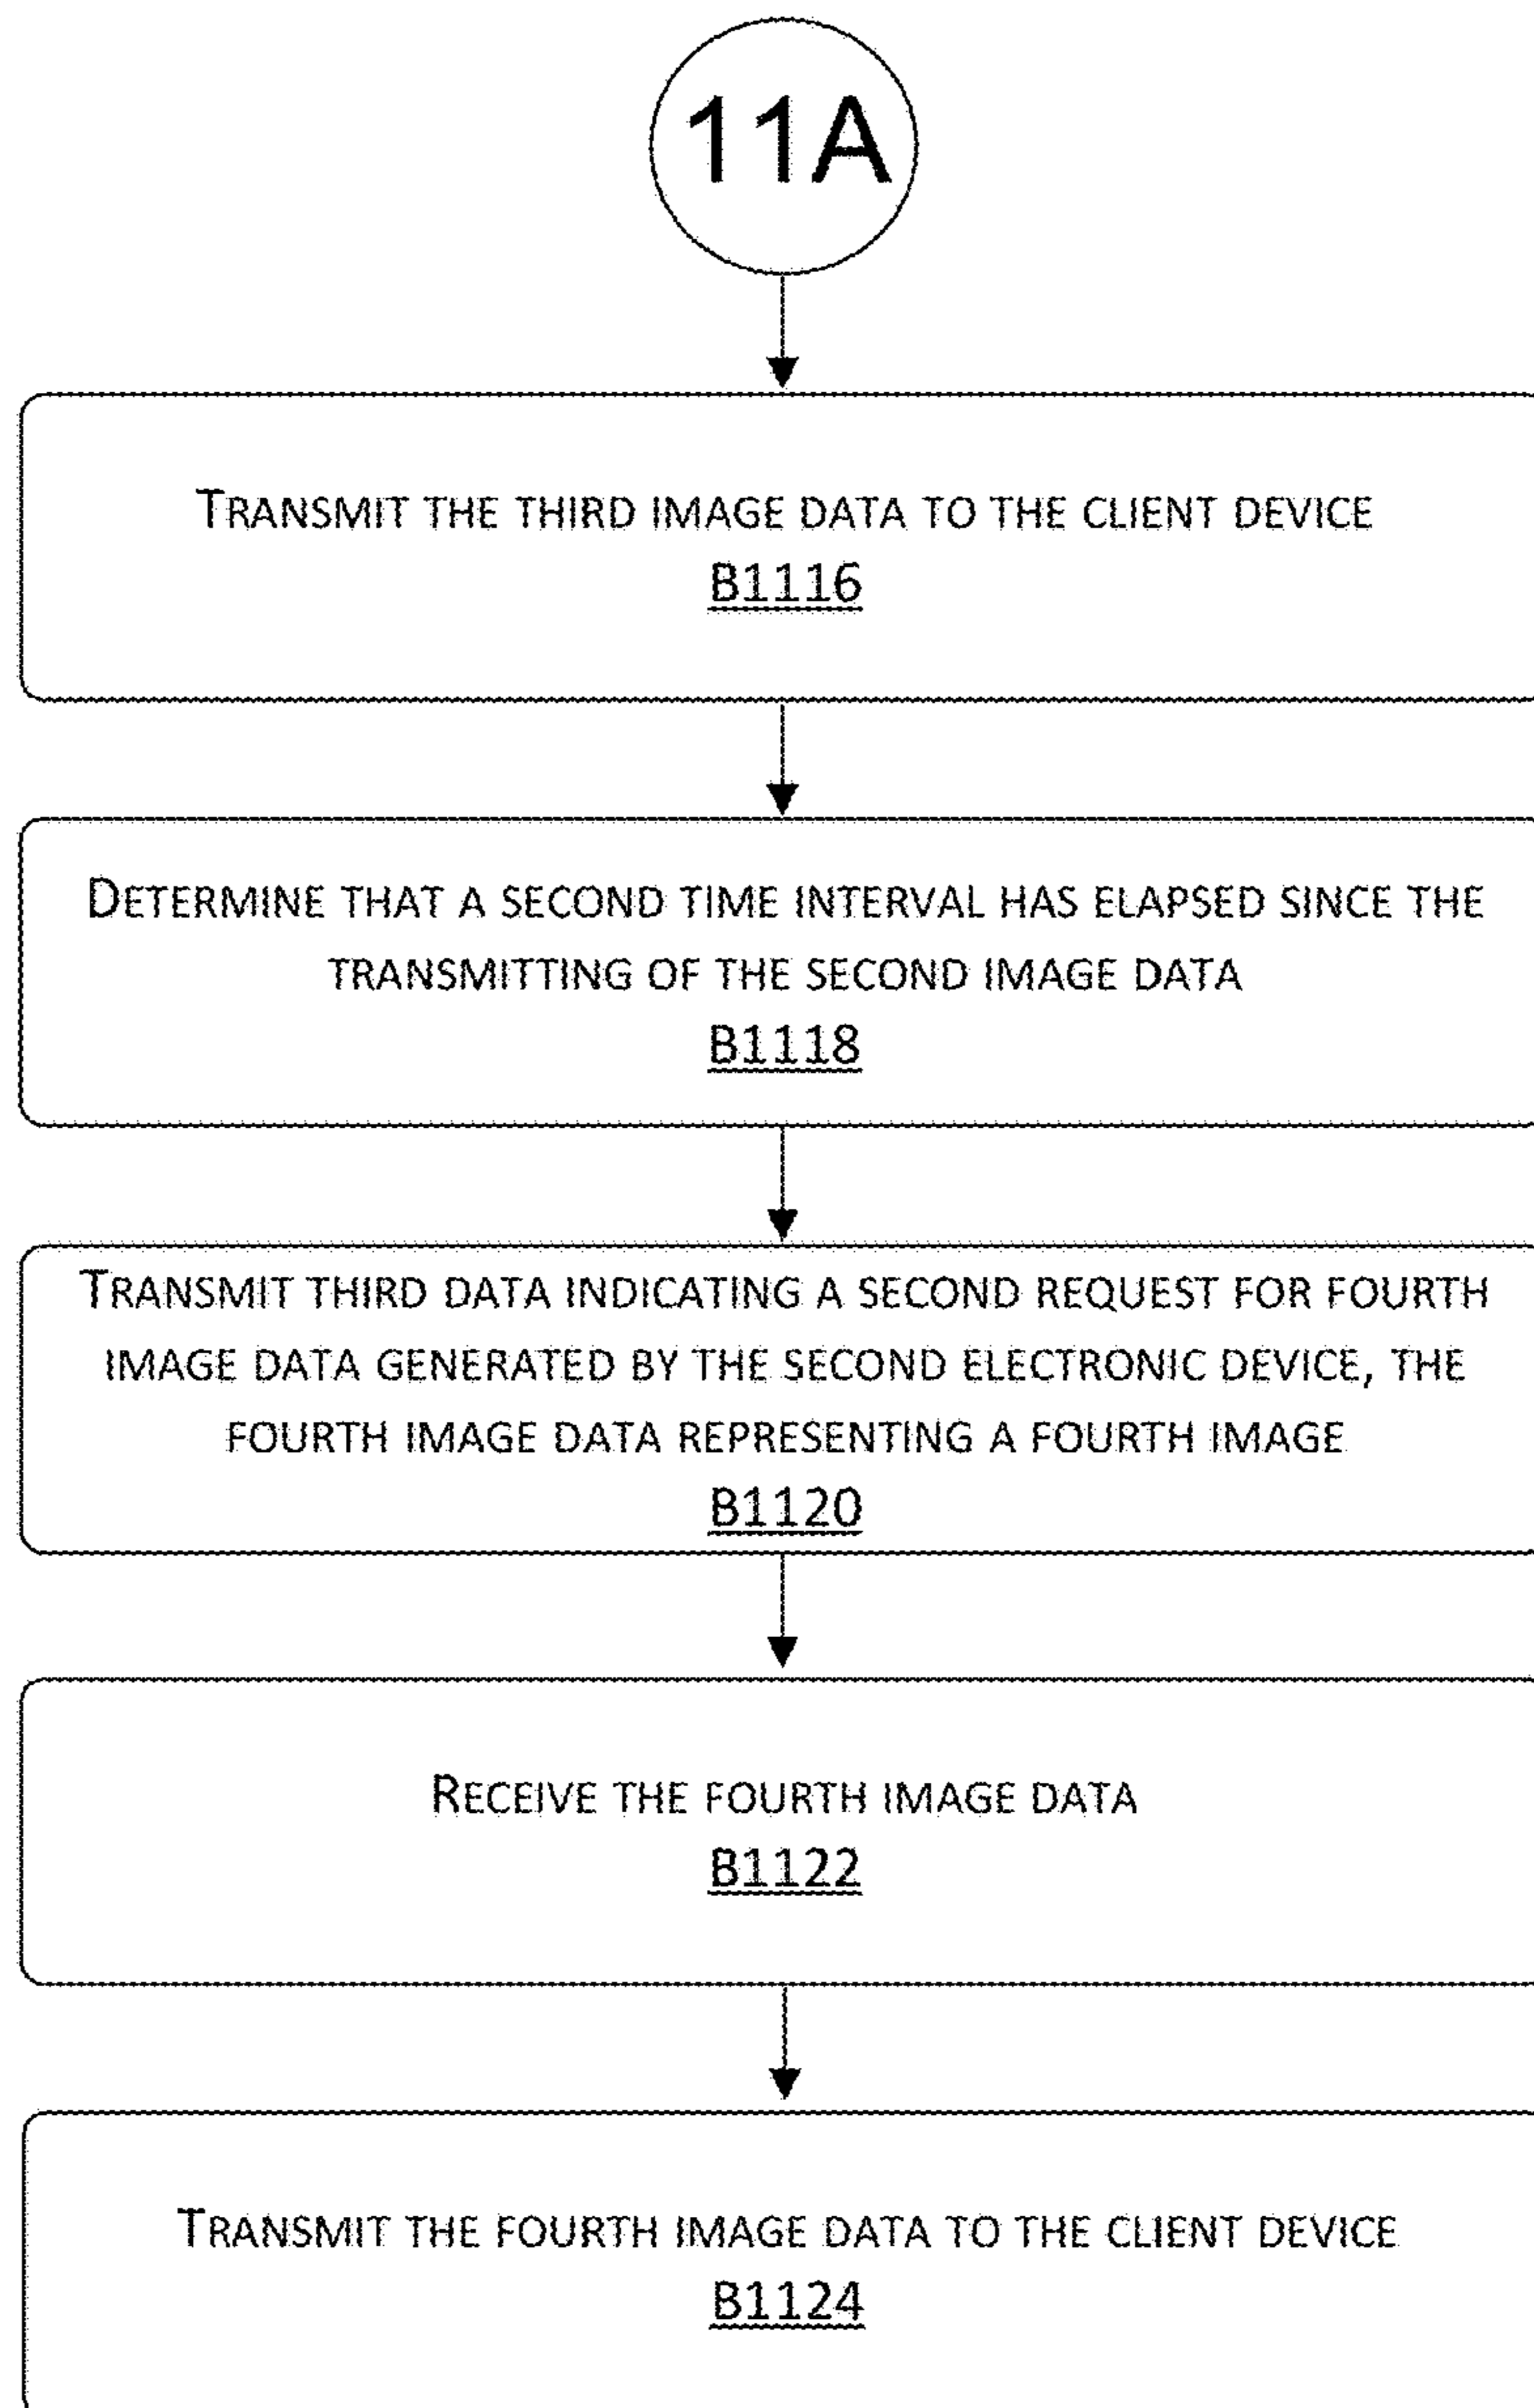 11A
TRANSMIT THE THIRD IMAGE DATA TO THE CLIENT DEVICE
B1116
DETERMINE THAT A SECOND TIME INTERVAL HAS ELAPSED SINCE THE
TRANSMITTING OF THE SECOND IMAGE DATA
B1118
TRANSMIT THIRD DATA INDICATING A SECOND REQUEST FOR FOURTH
IMAGE DATA GENERATED BY THE SECOND ELECTRONIC DEVICE, THE
FOURTH IMAGE DATA REPRESENTING A FOURTH IMAGE
B1120
RECEIVE THE FOURTH IMAGE DATA
B1122
TRANSMIT THE FOURTH IMAGE DATA TO THE CLIENT DEVICE
B1124